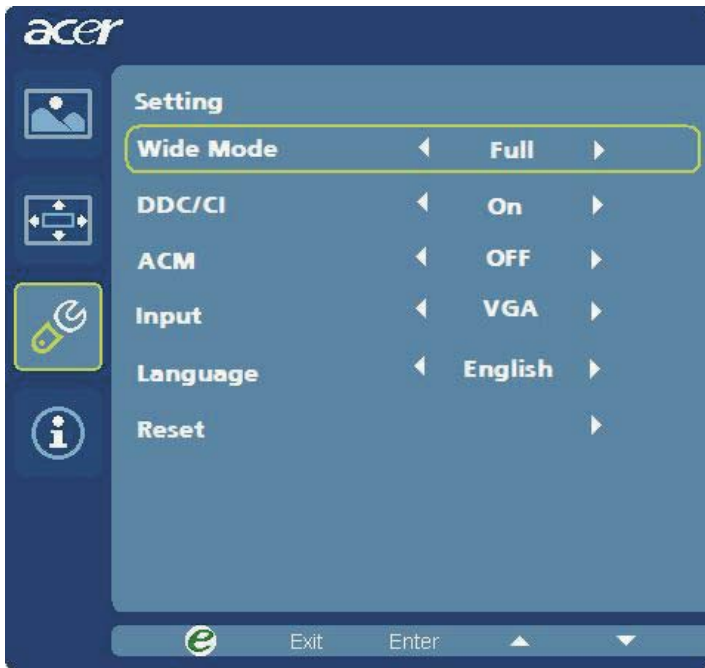 acer
Setting
Wide Mode Full
DDC/CI On
ACM OFF
Input VGA
Language English
Reset
e Exit Enter